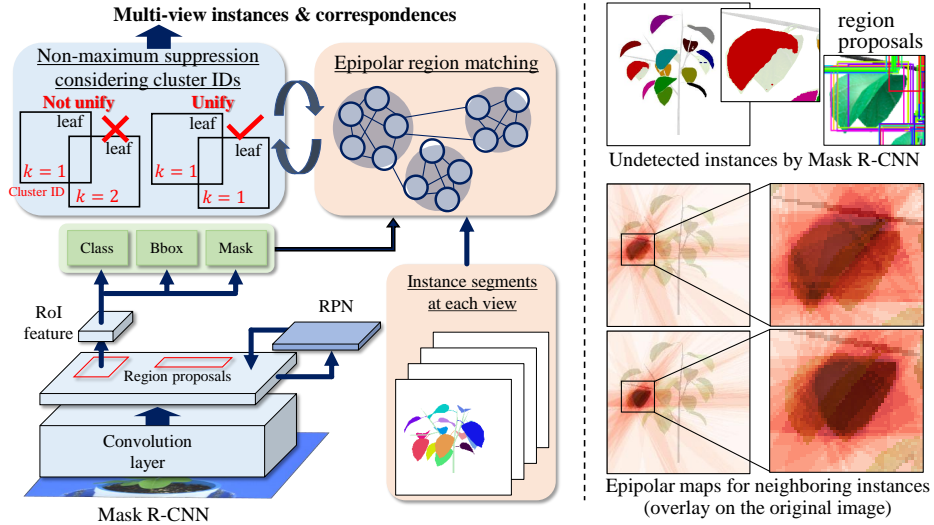 Multi-view instances & correspondences
Non-maximum suppression
considering cluster IDs
Not unify
Unify
leaf
leaf
k = 1
Cluster ID
k = 2
leaf
leaf
k = 1
k = 1
Epipolar region matching
Class
Bbox
Mask
RoI
feature
RPN
Region proposals
Convolution
layer
Mask R-CNN
Instance segments
at each view
region
proposals
Undetected instances by Mask R-CNN
Epipolar maps for neighboring instances
(overlay on the original image)